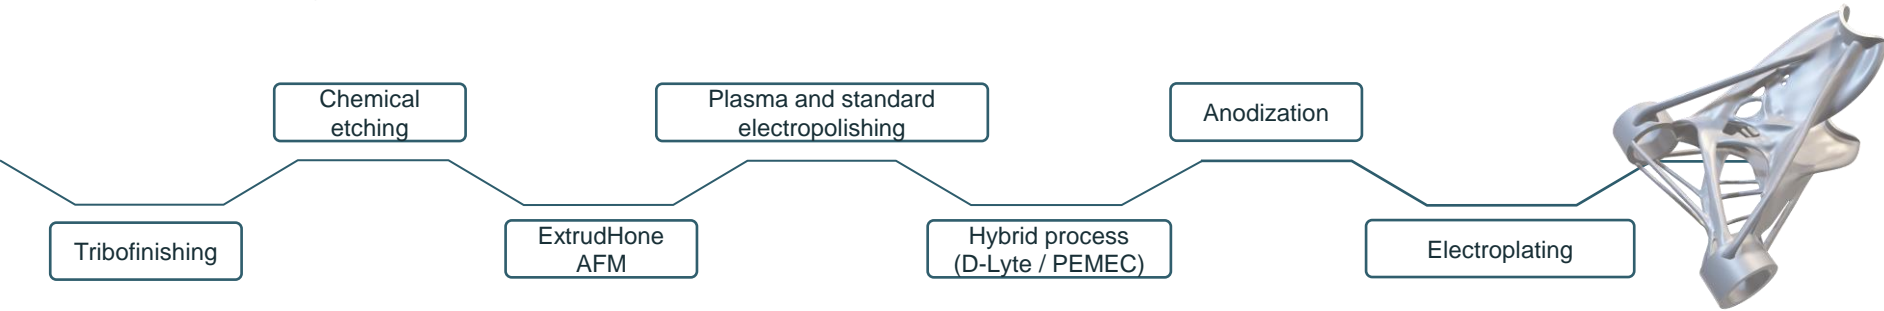 Tribofinishing
Chemical
etching
ExtrudHone
AFM
Plasma and standard
electropolishing
Hybrid process
(D-Lyte / PEMEC)
Anodization
Electroplating